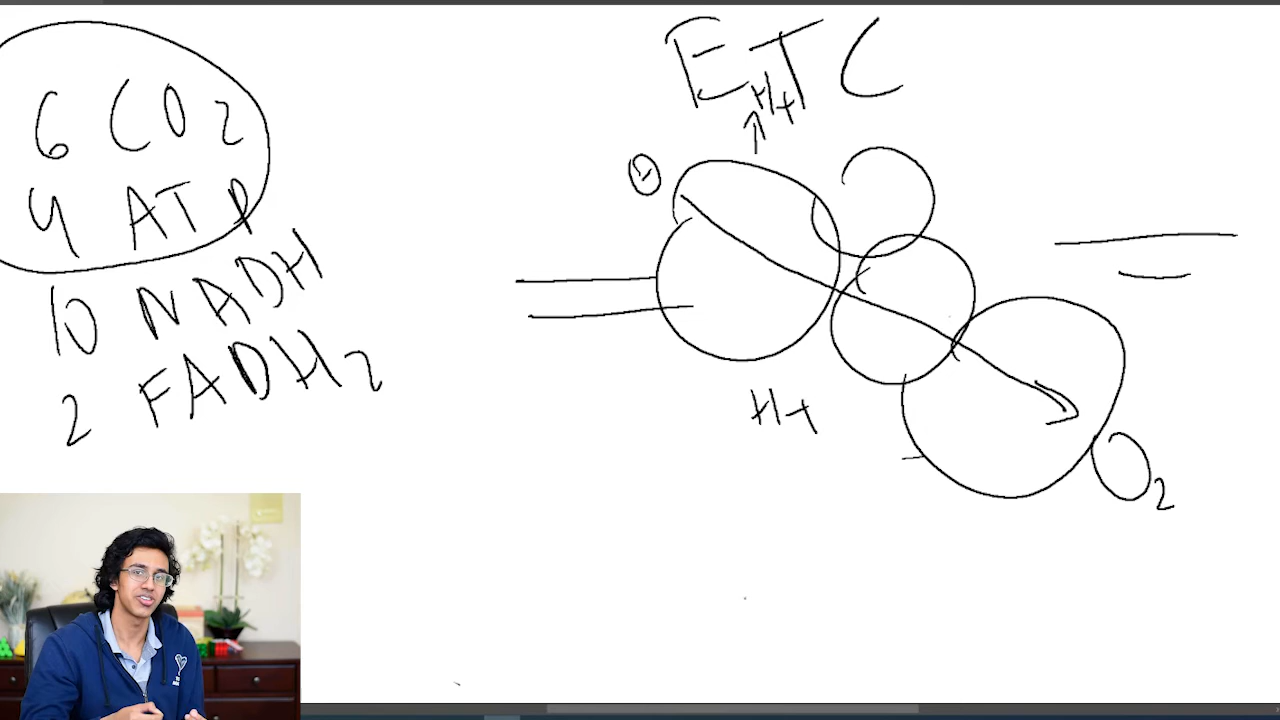 6 CO2
4 ATP
10 NADH
2 FADH2
ETC
H+
H+
O2